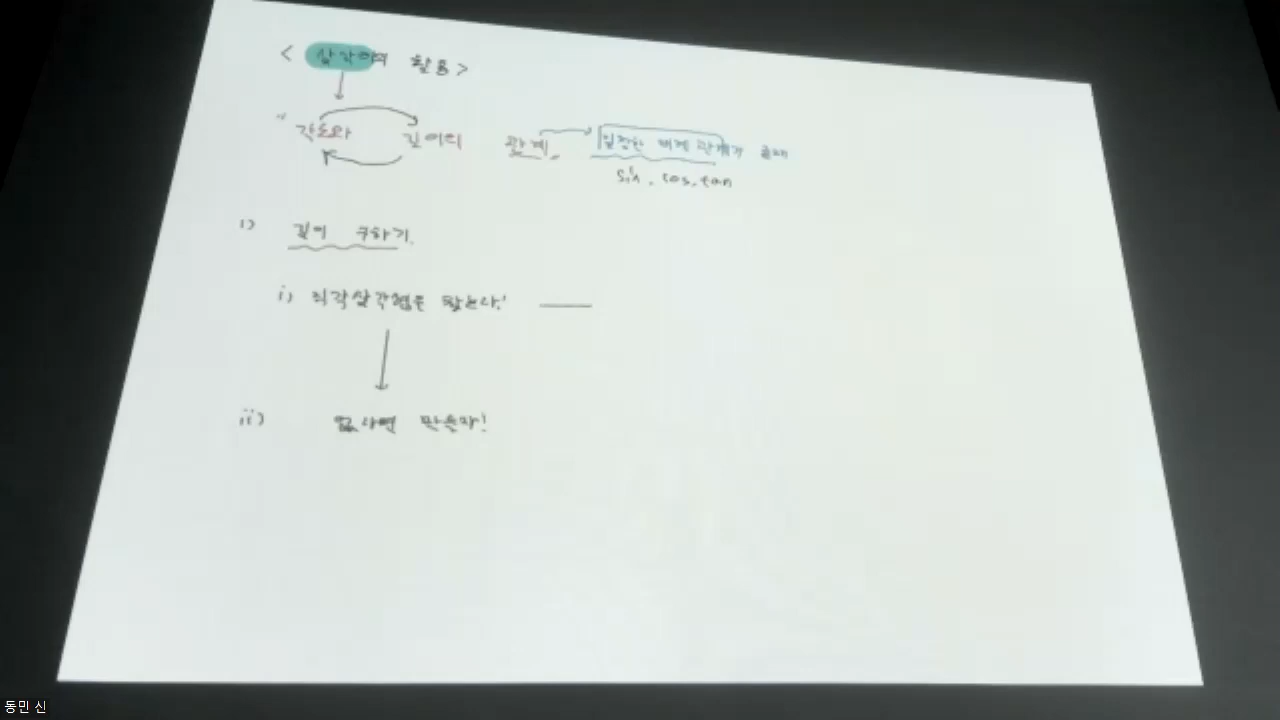 < 삼각비의 활용 >
" 각도와 길이의 관계 일정한 비례 관계가 존재
sin, cos, tan
1) 길이 구하기.
i) 직각삼각형을 찾는다!
ii) 없다면 만든다!
동민 신